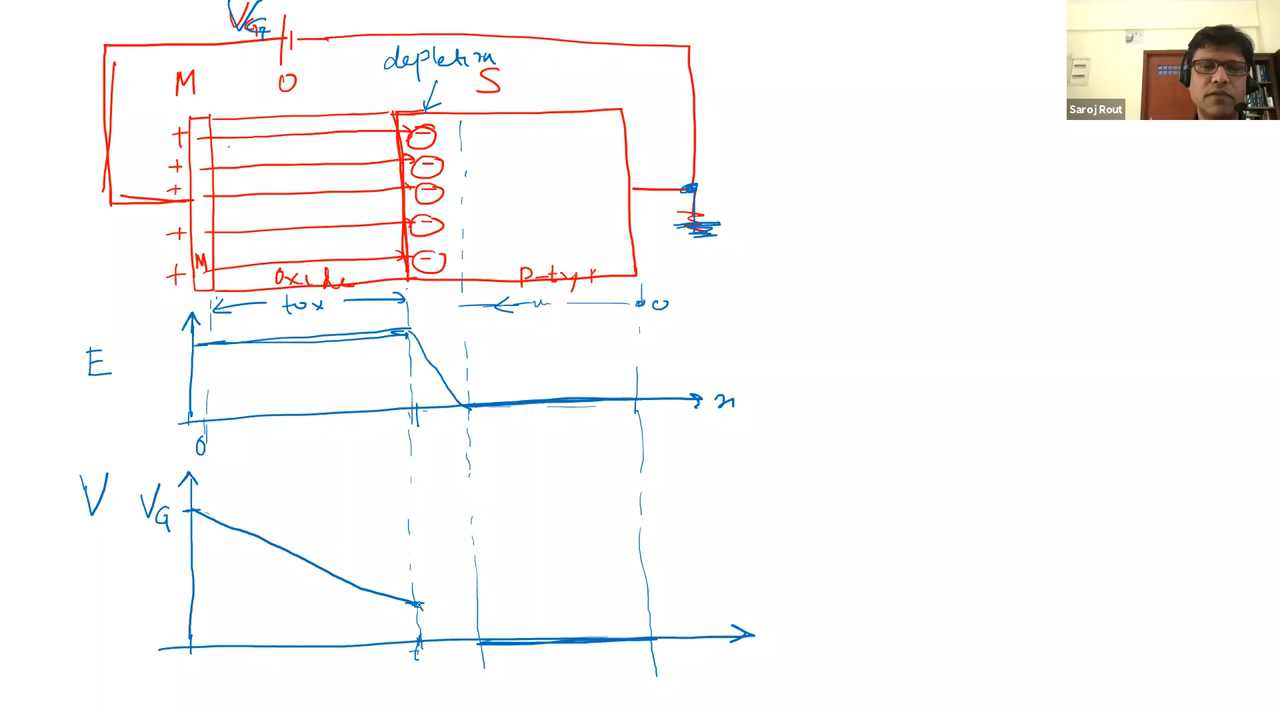 VG
depletion
M
O
S
+
+
+
+
+
−
−
−
−
−
M
oxide
P-type
tox
0
E
x
0
V
VG
t
Saroj Rout